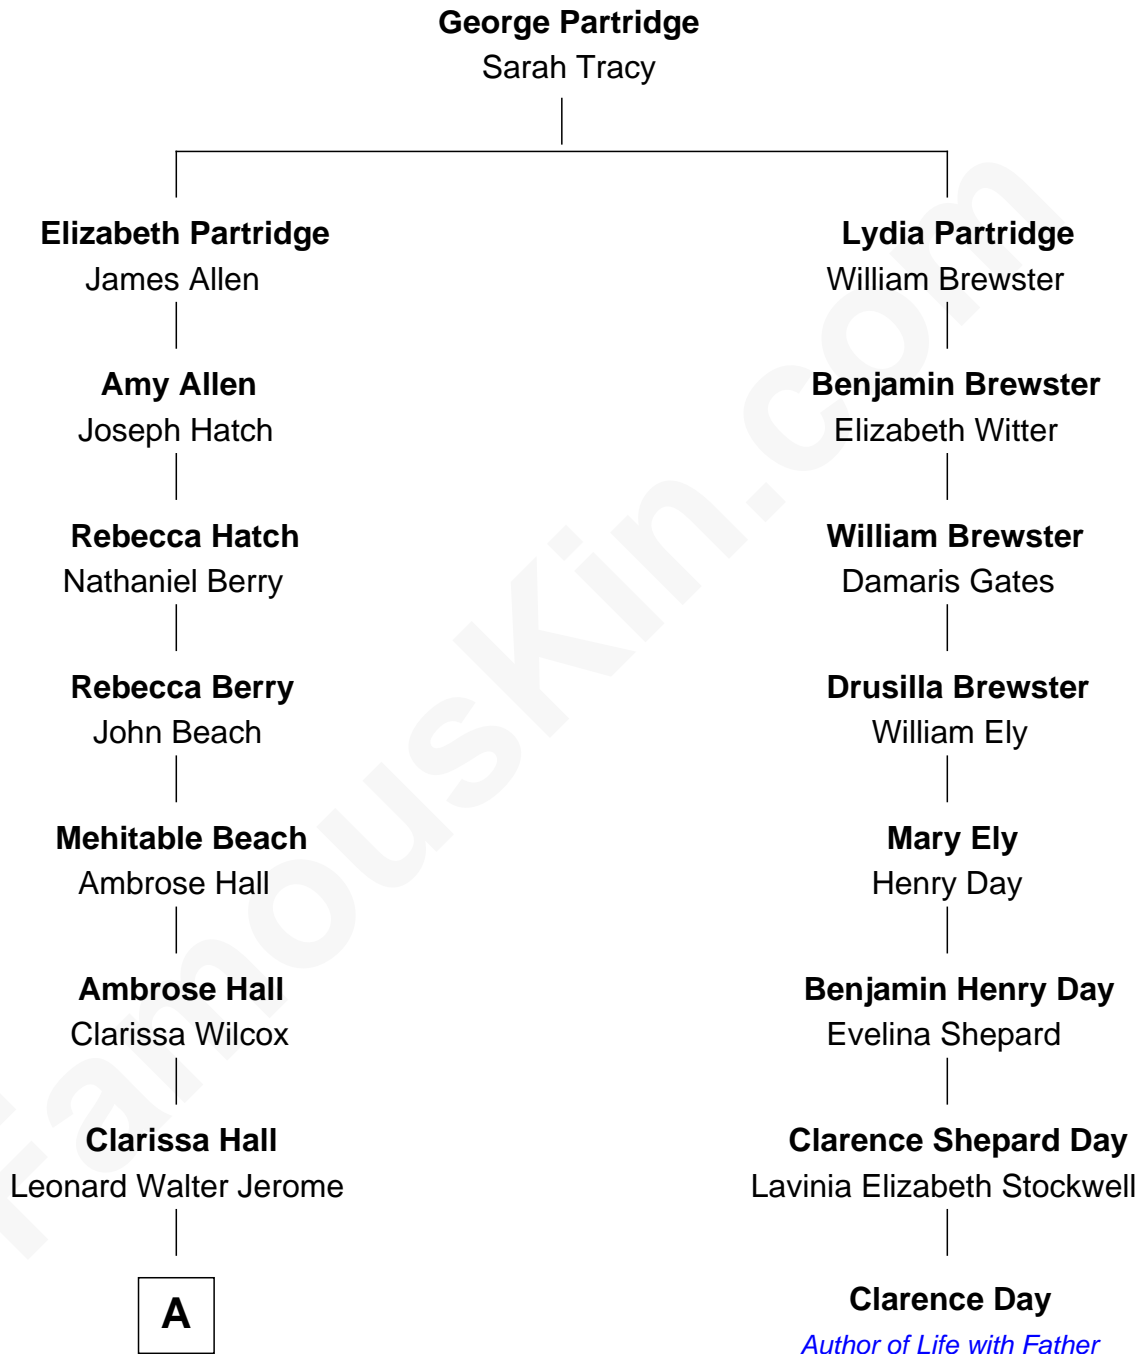 George Partridge
Sarah Tracy
Elizabeth Partridge
James Allen
Lydia Partridge
William Brewster
Amy Allen
Joseph Hatch
Benjamin Brewster
Elizabeth Witter
Rebecca Hatch
Nathaniel Berry
William Brewster
Damaris Gates
Rebecca Berry
John Beach
Drusilla Brewster
William Ely
Mehitable Beach
Ambrose Hall
Mary Ely
Henry Day
Ambrose Hall
Clarissa Wilcox
Benjamin Henry Day
Evelina Shepard
Clarissa Hall
Leonard Walter Jerome
Clarence Shepard Day
Lavinia Elizabeth Stockwell
A
Clarence Day
Author of Life with Father
FamousKin.com